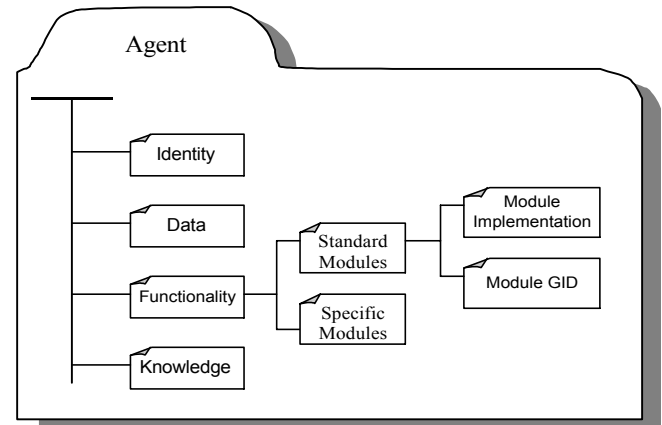 Agent
Identity
Data
Functionality
Knowledge
Standard
Modules
Specific
Modules
Module
Implementation
Module GID